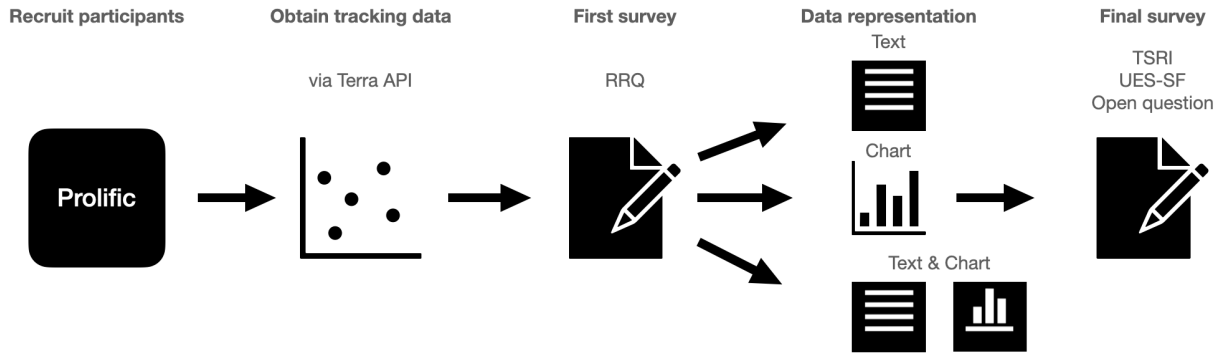 Recruit participants
Prolific
Obtain tracking data
via Terra API
First survey
RRQ
Data representation
Text
Chart
Text & Chart
Final survey
TSRI
UES-SF
Open question